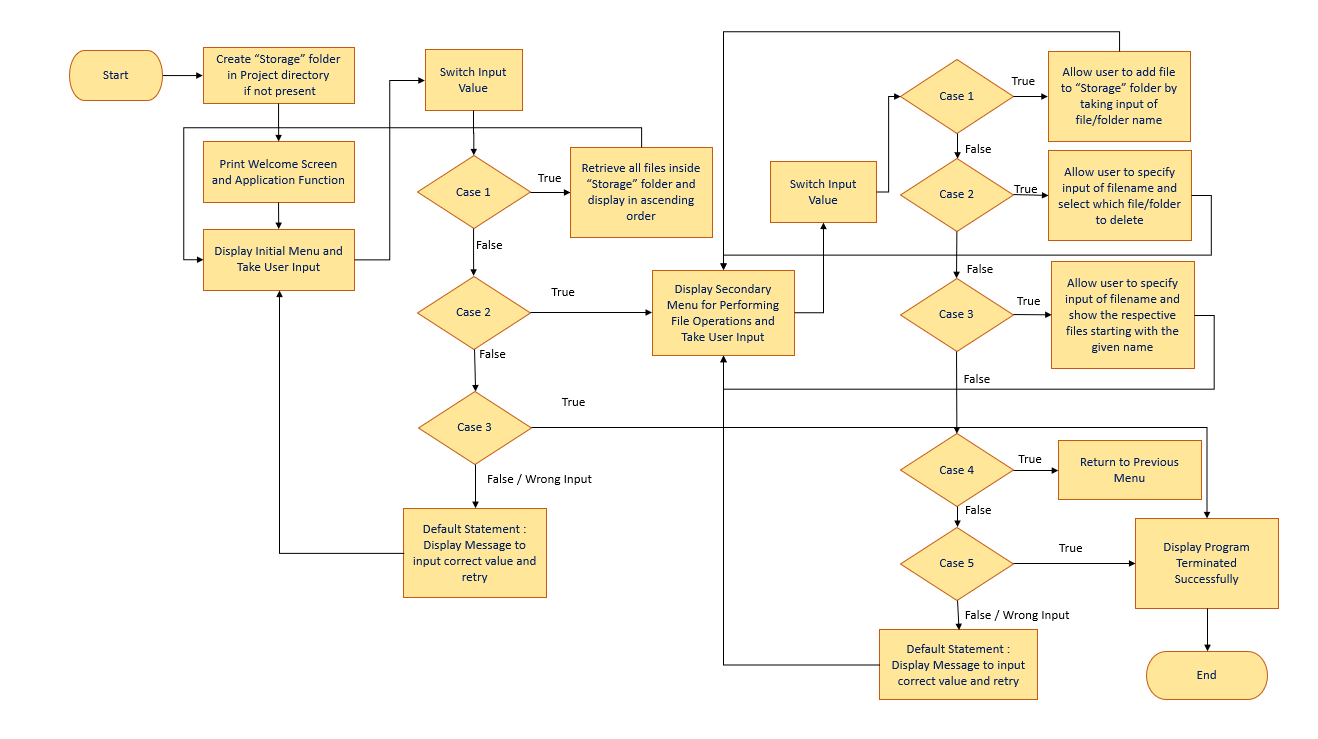 Start
Create “Storage” folder
in Project directory
if not present
Print Welcome Screen
and Application Function
Display Initial Menu and
Take User Input
Switch Input
Value
Case 1
True
Retrieve all files inside
“Storage” folder and
display in ascending
order
False
Case 2
True
False
Case 3
True
False / Wrong Input
Default Statement :
Display Message to
input correct value and
retry
Display Secondary
Menu for Performing
File Operations and
Take User Input
Switch Input
Value
Case 1
True
Allow user to add file
to “Storage” folder by
taking input of
file/folder name
False
Case 2
True
Allow user to specify
input of filename and
select which file/folder
to delete
False
Case 3
True
Allow user to specify
input of filename and
show the respective
files starting with the
given name
False
Case 4
True
Return to Previous
Menu
False
Case 5
True
Display Program
Terminated
Successfully
False / Wrong Input
Default Statement :
Display Message to input
correct value and retry
End